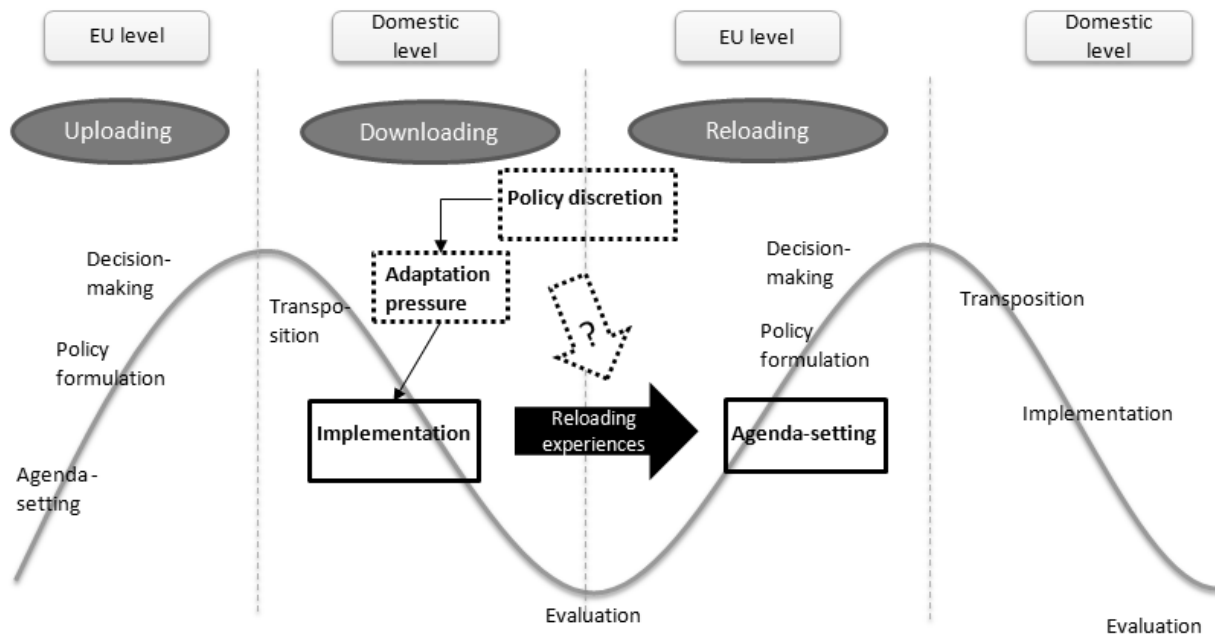 EU level
Domestic
level
EU level
Domestic
level
Uploading
Downloading
Reloading
Policy discretion
Decision-
making
Adaptation
pressure
Decision-
making
Transpo-
sition
Transposition
?
Policy
formulation
Policy
formulation
Implementation
Reloading
experiences
Agenda-setting
Implementation
Agenda-
setting
Evaluation
Evaluation